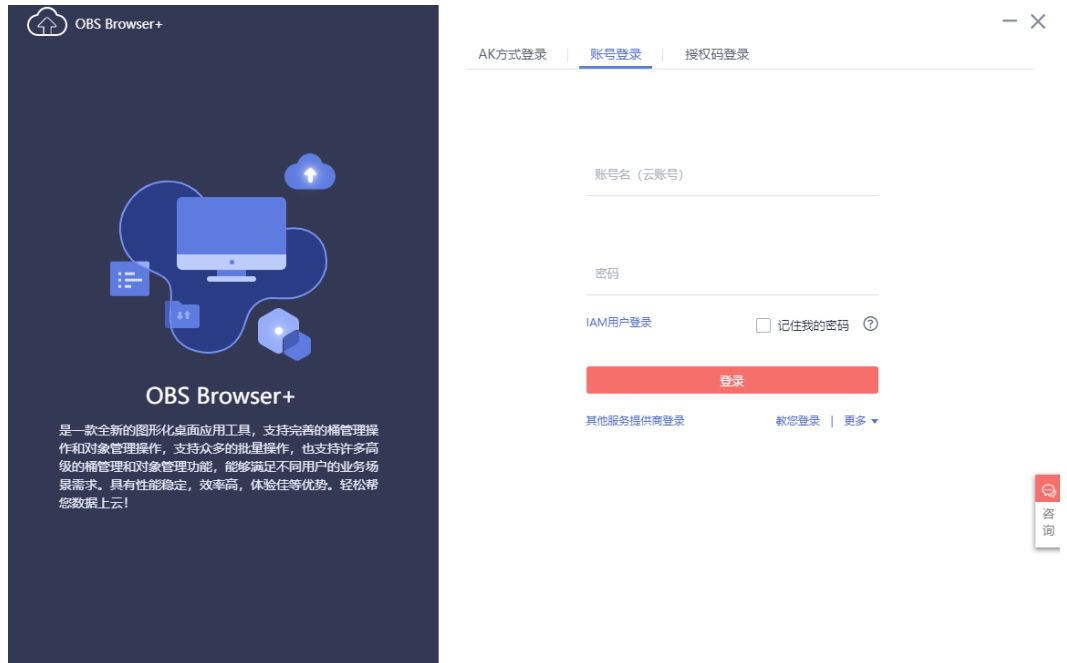 OBS Browser+
AK方式登录
账号登录
授权码登录
账号名（云账号）
密码
IAM用户登录
记住我的密码 ?
登录
其他服务提供商登录
教您登录 | 更多
咨
询
OBS Browser+
是一款全新的图形化桌面应用工具，支持完善的桶管理操
作和对象管理操作，支持众多的批量操作，也支持许多高
级的桶管理和对象管理功能，能够满足不同用户的业务场
景需求。具有性能稳定，效率高，体验佳等优势。轻松帮
您数据上云！